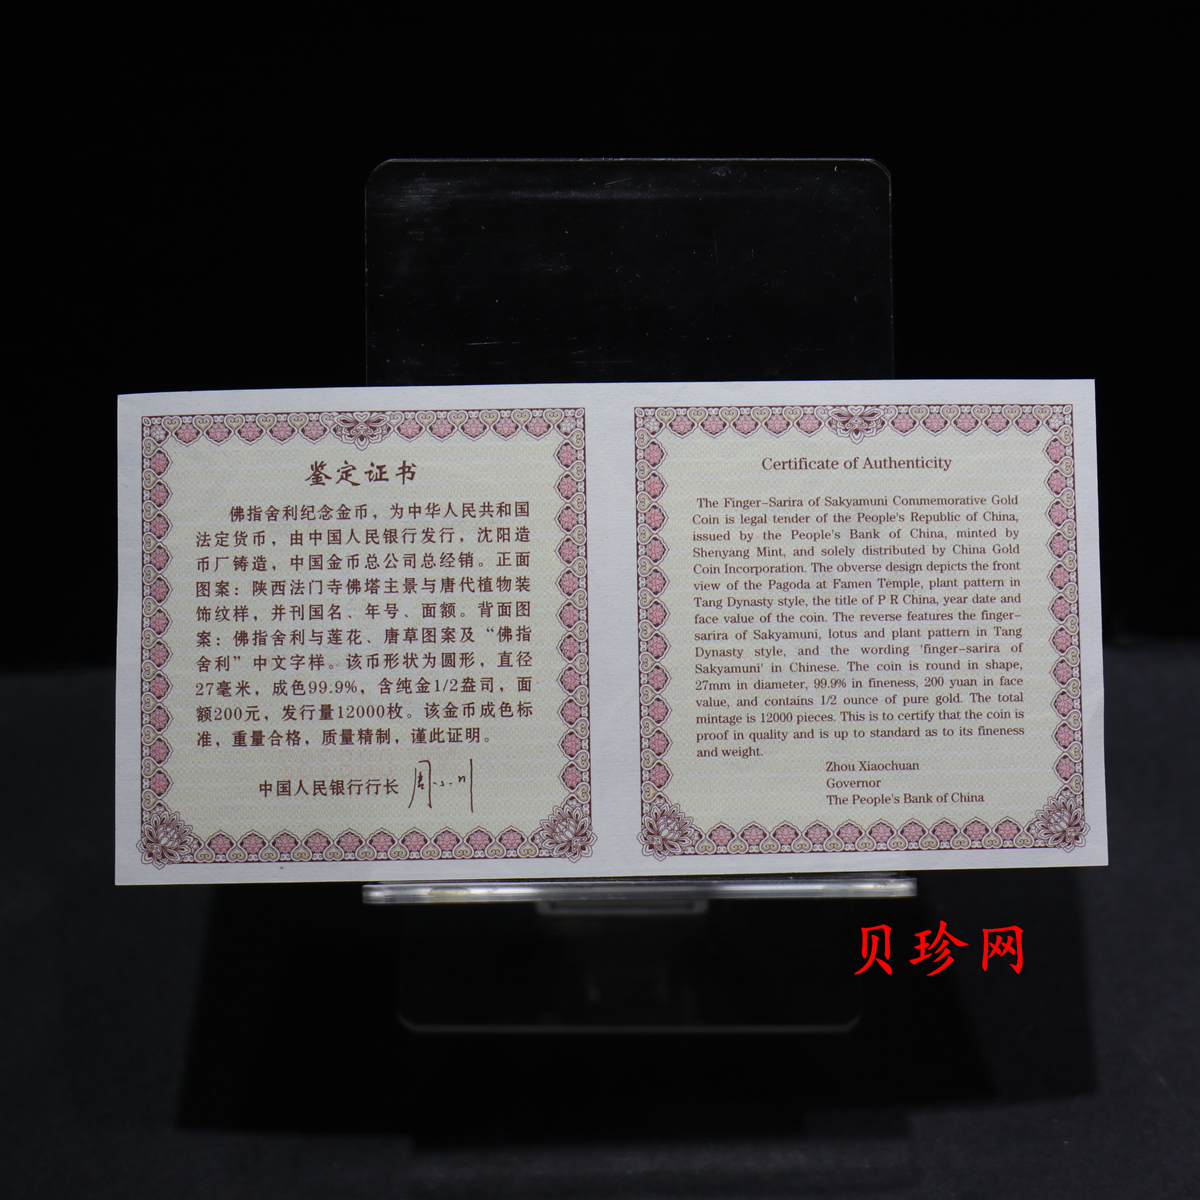 鉴定证书
佛指舍利纪念金币，为中华人民共和国
法定货币，由中国人民银行发行，沈阳造
币厂铸造，中国金币总公司总经销。正面
图案：陕西法门寺佛塔主景与唐代植物装
饰纹样，并刊国名、年号、面额。背面图
案：佛指舍利与莲花、唐草图案及“佛指
舍利”中文字样。该币形状为圆形，直径
27毫米，成色99.9%，含纯金1/2盎司，面
额200元，发行量12000枚。该金币成色标
准，重量合格，质量精制，谨此证明。
中国人民银行行长 周小川
Certificate of Authenticity
The Finger-Sarira of Sakyamuni Commemorative Gold
Coin is legal tender of the People's Republic of China,
issued by the People's Bank of China, minted by
Shenyang Mint, and solely distributed by China Gold
Coin Incorporation. The obverse design depicts the front
view of the Pagoda at Famen Temple, plant pattern in
Tang Dynasty style, the title of P R China, year date and
face value of the coin. The reverse features the finger-
sarira of Sakyamuni, lotus and plant pattern in Tang
Dynasty style, and the wording 'finger-sarira of
Sakyamuni' in Chinese. The coin is round in shape,
27mm in diameter, 99.9% in fineness, 200 yuan in face
value, and contains 1/2 ounce of pure gold. The total
mintage is 12000 pieces. This is to certify that the coin is
proof in quality and is up to standard as to its fineness
and weight.
Zhou Xiaochuan
Governor
The People's Bank of China
贝珍网